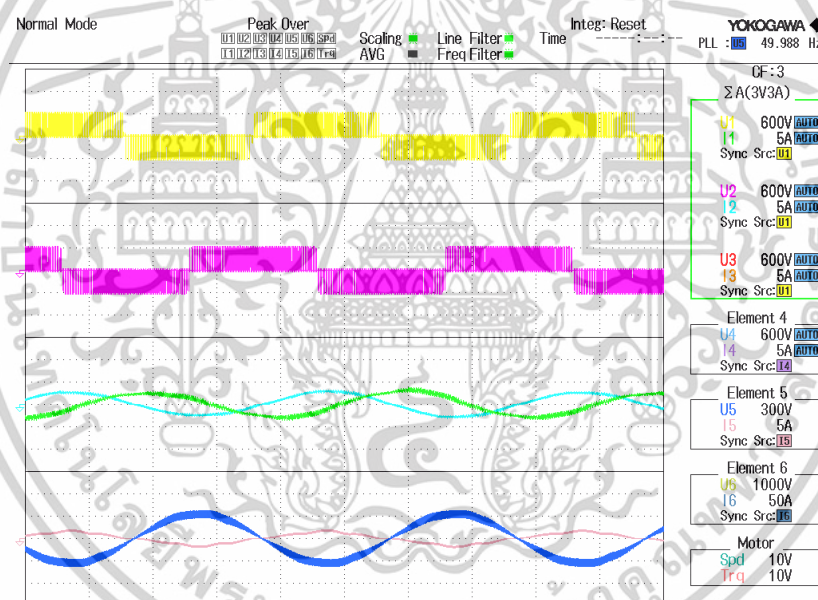 Normal Mode
Peak Over
U1 U2 U3 U4 U5 U6 Spd
I1 I2 I3 I4 I5 I6 Trq
Scaling
AVG
Line Filter
Freq Filter
Time
Integ: Reset
YOKOGAWA
PLL : U5 49.988 Hz
CF:3
ΣA(3V3A)
U1 600V AUTO
I1 5A AUTO
Sync Src: U1
U2 600V AUTO
I2 5A AUTO
Sync Src: U1
U3 600V AUTO
I3 5A AUTO
Sync Src: U1
Element 4
U4 600V AUTO
I4 5A AUTO
Sync Src: I4
Element 5
U5 300V
I5 5A
Sync Src: I5
Element 6
U6 1000V
I6 50A
Sync Src: I6
Motor
Spd 10V
Trq 10V